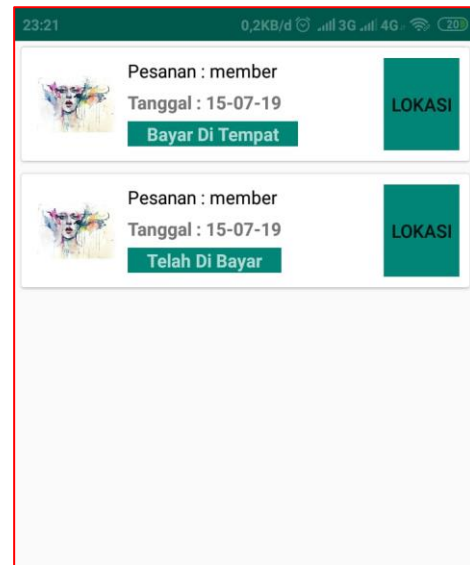 23:21 0,2KB/d 3G 4G 20
Pesanan : member
Tanggal : 15-07-19
Bayar Di Tempat
LOKASI
Pesanan : member
Tanggal : 15-07-19
Telah Di Bayar
LOKASI